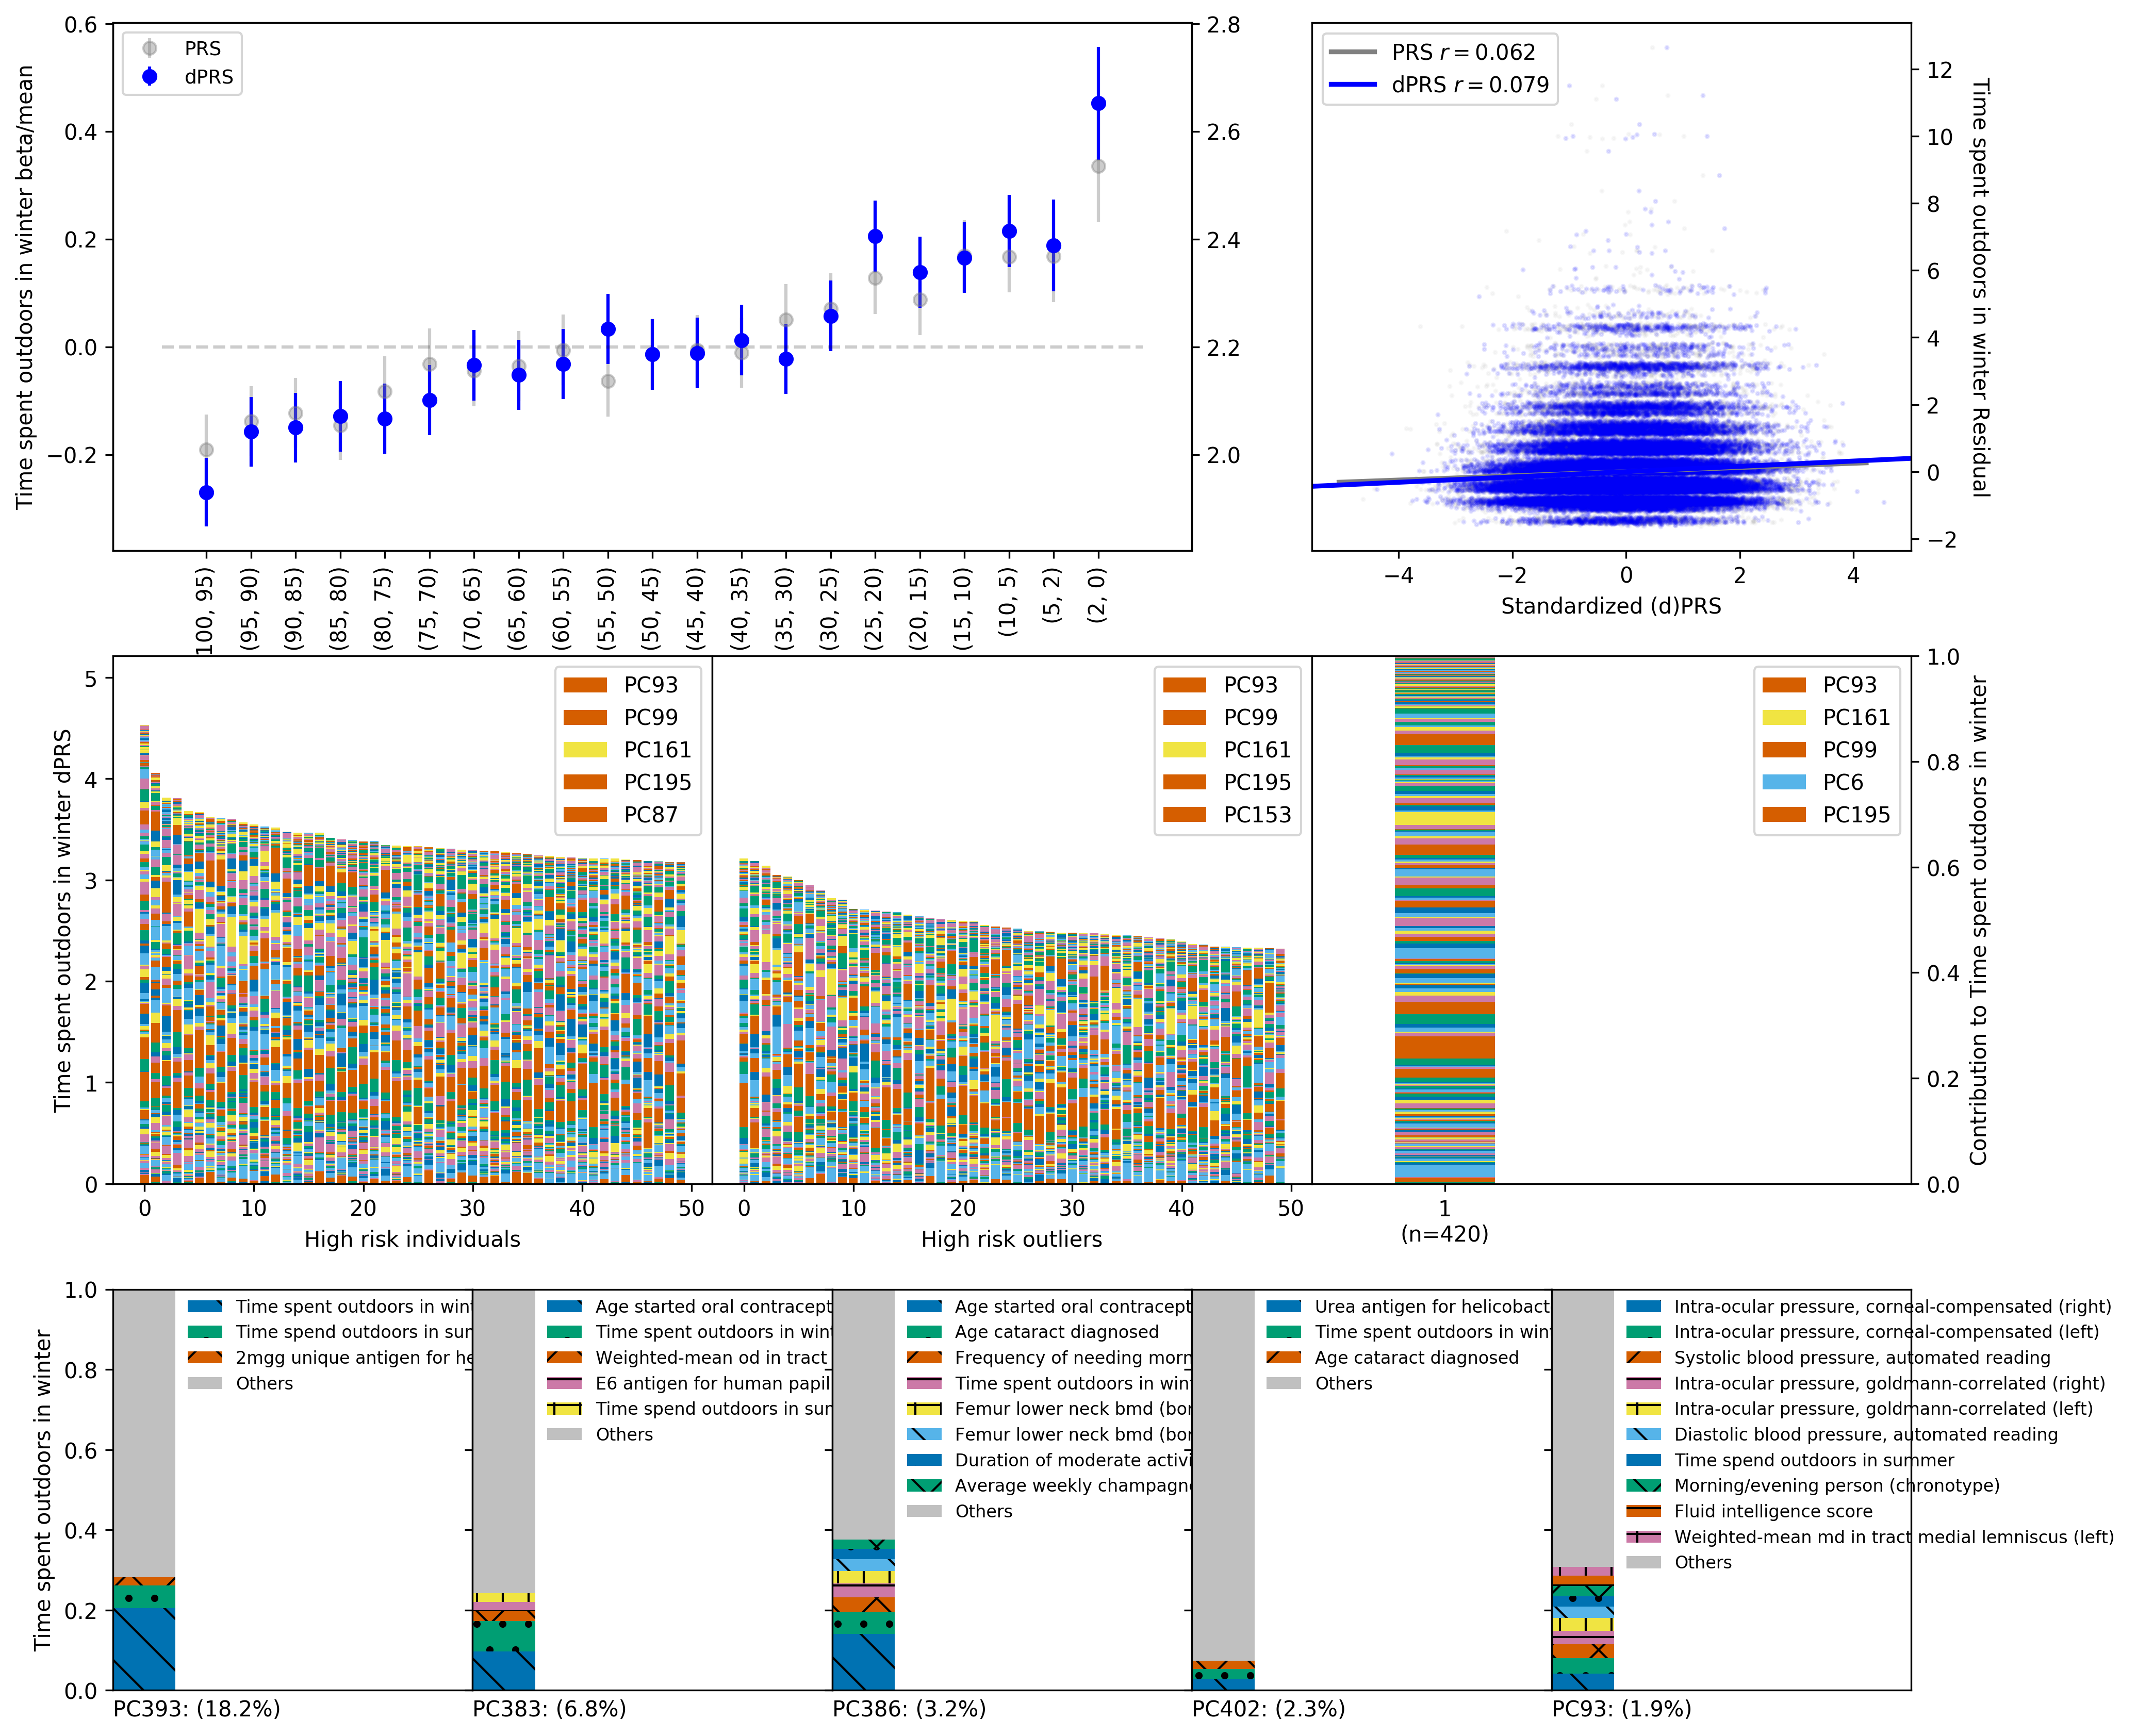 Time spent outdoors in winter beta/mean
0.6
0.4
0.2
0.0
−0.2
PRS
dPRS
2.8
2.6
2.4
2.2
2.0
100, 95)
(95, 90)
(90, 85)
(85, 80)
(80, 75)
(75, 70)
(70, 65)
(65, 60)
(60, 55)
(55, 50)
(50, 45)
(45, 40)
(40, 35)
(35, 30)
(30, 25)
(25, 20)
(20, 15)
(15, 10)
(10, 5)
(5, 2)
(2, 0)
PRS r = 0.062
dPRS r = 0.079
12
10
8
6
4
2
0
−2
Time spent outdoors in winter Residual
−4 −2 0 2 4
Standardized (d)PRS
Time spent outdoors in winter dPRS
5
4
3
2
1
0
PC93
PC99
PC161
PC195
PC87
0 10 20 30 40 50
High risk individuals
PC93
PC99
PC161
PC195
PC153
0 10 20 30 40 50
High risk outliers
PC93
PC161
PC99
PC6
PC195
1
(n=420)
1.0
0.8
0.6
0.4
0.2
0.0
Contribution to Time spent outdoors in winter
Time spent outdoors in winter
1.0
0.8
0.6
0.4
0.2
0.0
Time spent outdoors in wint
Time spend outdoors in sum
2mgg unique antigen for he
Others
PC393: (18.2%)
Age started oral contracept
Time spent outdoors in wint
Weighted-mean od in tract
E6 antigen for human papil
Time spend outdoors in sum
Others
PC383: (6.8%)
Age started oral contracept
Age cataract diagnosed
Frequency of needing morn
Time spent outdoors in wint
Femur lower neck bmd (bon
Femur lower neck bmd (bon
Duration of moderate activi
Average weekly champagne
Others
PC386: (3.2%)
Urea antigen for helicobact
Time spent outdoors in wint
Age cataract diagnosed
Others
PC402: (2.3%)
Intra-ocular pressure, corneal-compensated (right)
Intra-ocular pressure, corneal-compensated (left)
Systolic blood pressure, automated reading
Intra-ocular pressure, goldmann-correlated (right)
Intra-ocular pressure, goldmann-correlated (left)
Diastolic blood pressure, automated reading
Time spend outdoors in summer
Morning/evening person (chronotype)
Fluid intelligence score
Weighted-mean md in tract medial lemniscus (left)
Others
PC93: (1.9%)